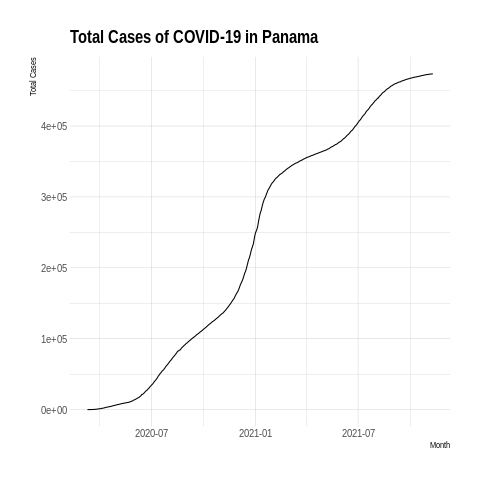 Total Cases of COVID-19 in Panama
Total Cases
4e+05
3e+05
2e+05
1e+05
0e+00
2020-07 2021-01 2021-07
Month